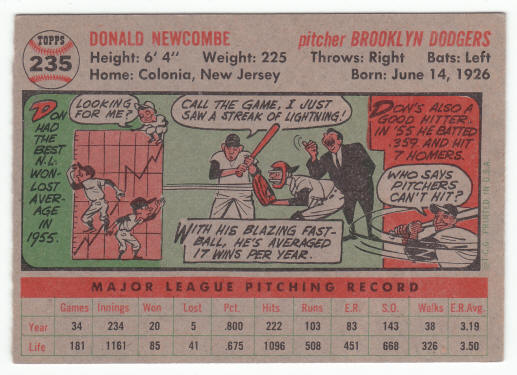 TOPPS
235
DONALD NEWCOMBE
pitcher BROOKLYN DODGERS
Height: 6' 4" Weight: 225
Throws: Right Bats: Left
Home: Colonia, New Jersey
Born: June 14, 1926
DON
HAD THE
BEST
N.L.
WON-
LOST
AVER-
AGE
IN
1955.
LOOKING
FOR ME?
CALL THE GAME, I JUST
SAW A STREAK OF LIGHTNING!
WITH HIS BLAZING FAST-
BALL, HE'S AVERAGED
17 WINS PER YEAR.
DON'S ALSO A
GOOD HITTER.
IN '55 HE BATTED
.359 AND HIT
7 HOMERS.
WHO SAYS
PITCHERS
CAN'T HIT?
T.C.G. PRINTED IN U.S.A.
MAJOR LEAGUE PITCHING RECORD
Games Innings Won Lost Pct. Hits Runs E.R. S.O. Walks E.R.Avg.
Year 34 234 20 5 .800 222 103 83 143 38 3.19
Life 181 1161 85 41 .675 1096 508 451 668 326 3.50